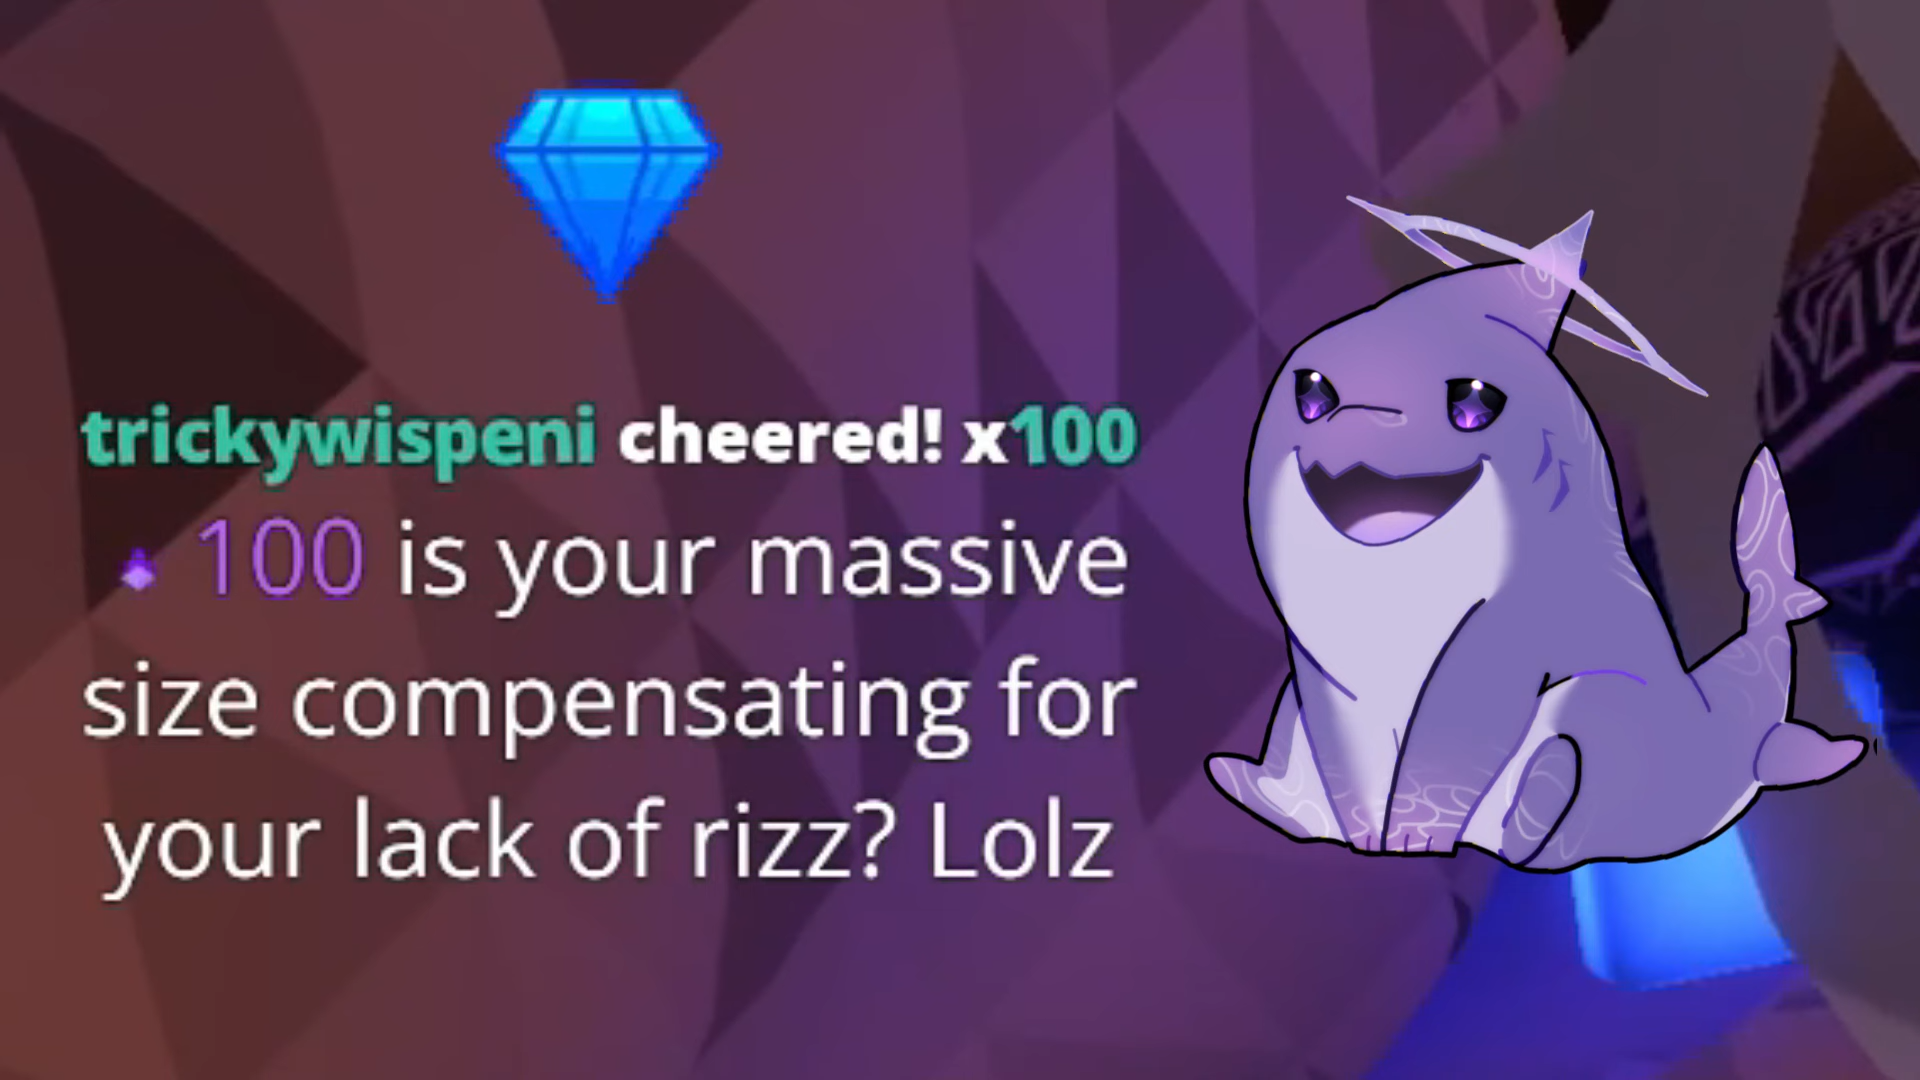 trickywispeni cheered! x100
100 is your massive
size compensating for
your lack of rizz? Lolz